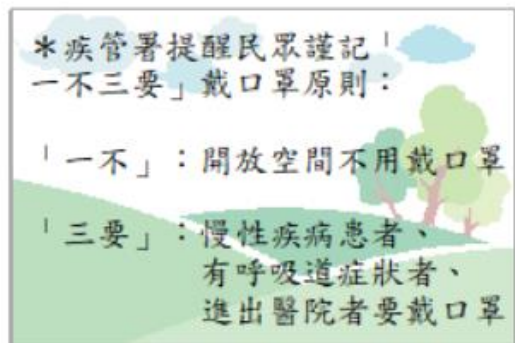 ＊疾管署提醒民眾謹記「
一不三要」戴口罩原則：
「一不」：開放空間不用戴口罩
「三要」：慢性疾病患者、
有呼吸道症狀者、
進出醫院者要戴口罩